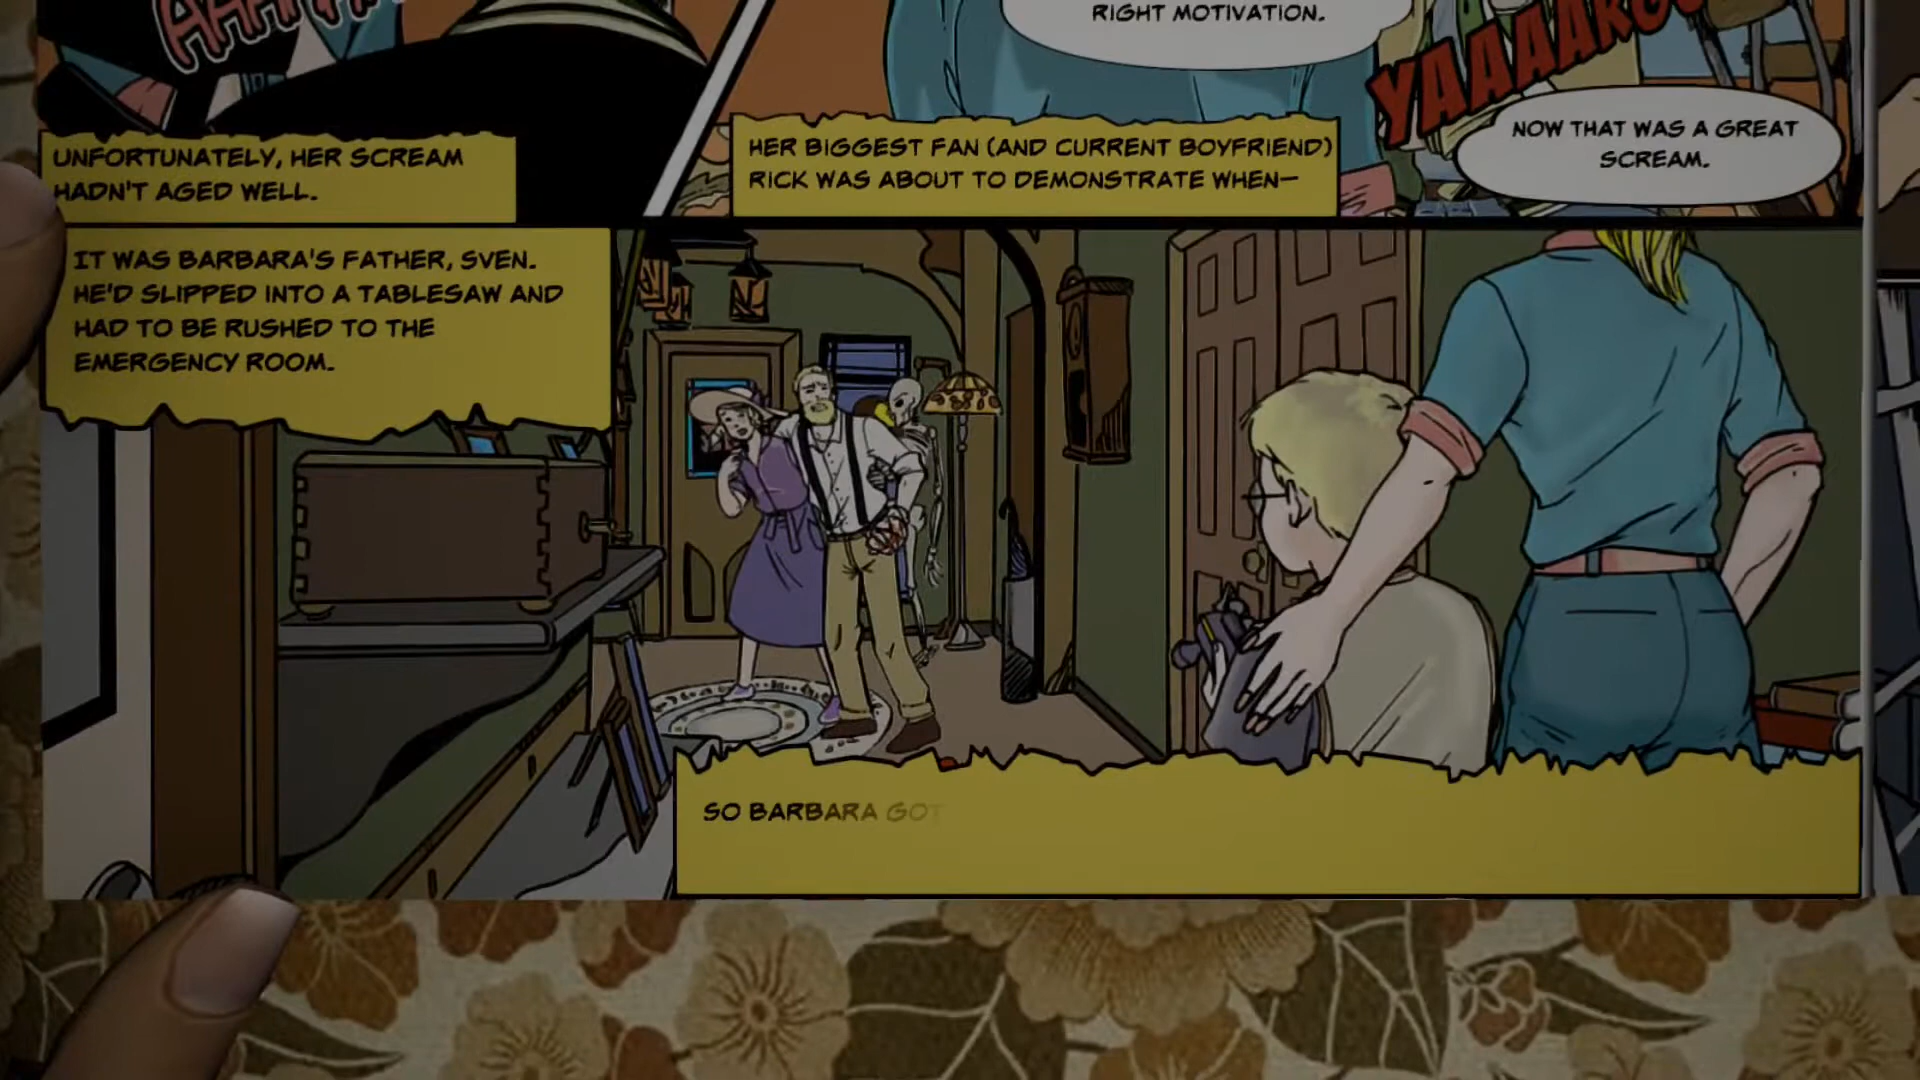 RIGHT MOTIVATION.
UNFORTUNATELY, HER SCREAM
HADN'T AGED WELL.
HER BIGGEST FAN (AND CURRENT BOYFRIEND)
RICK WAS ABOUT TO DEMONSTRATE WHEN—
NOW THAT WAS A GREAT
SCREAM.
IT WAS BARBARA'S FATHER, SVEN.
HE'D SLIPPED INTO A TABLESAW AND
HAD TO BE RUSHED TO THE
EMERGENCY ROOM.
SO BARBARA GOT